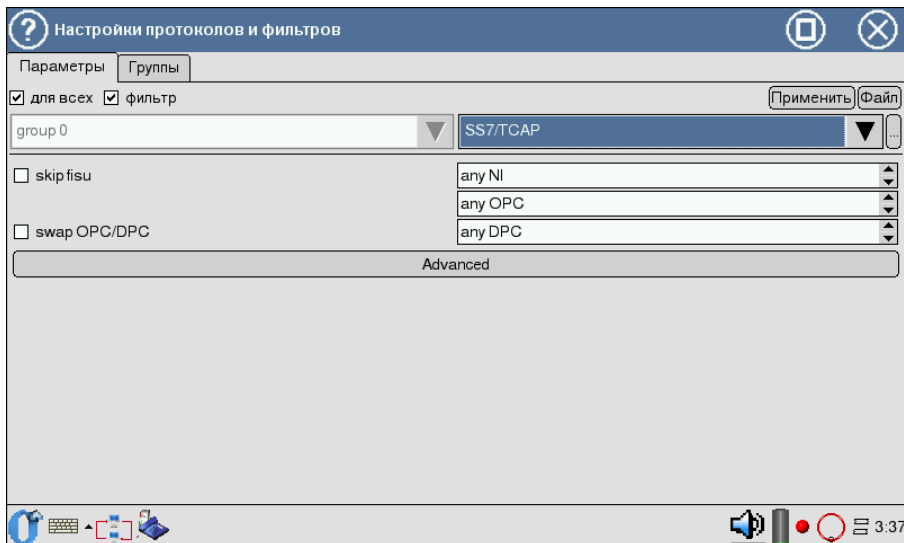 ? Настройки протоколов и фильтров
Параметры Группы
для всех фильтр Применить Файл
group 0 SS7/TCAP ...
skip fisu any NI
any OPC
swap OPC/DPC any DPC
Advanced
3:37